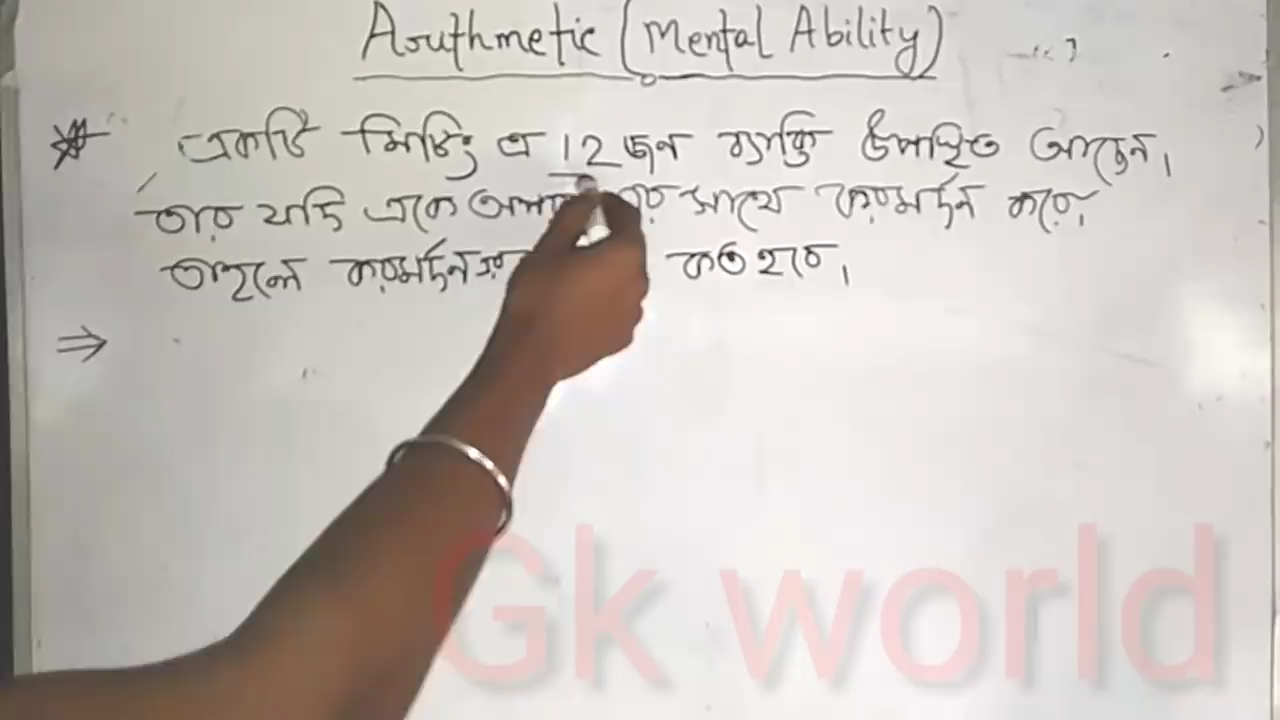 Arithmetic (Mental Ability)
একটি মিটিং এ 12 জন ব্যাক্তি উপস্থিত আছেন।
তার যদি একে সাথে করমর্দন করে,
তাহলে করমর্দনের কত হবে।
⇒
Gk world